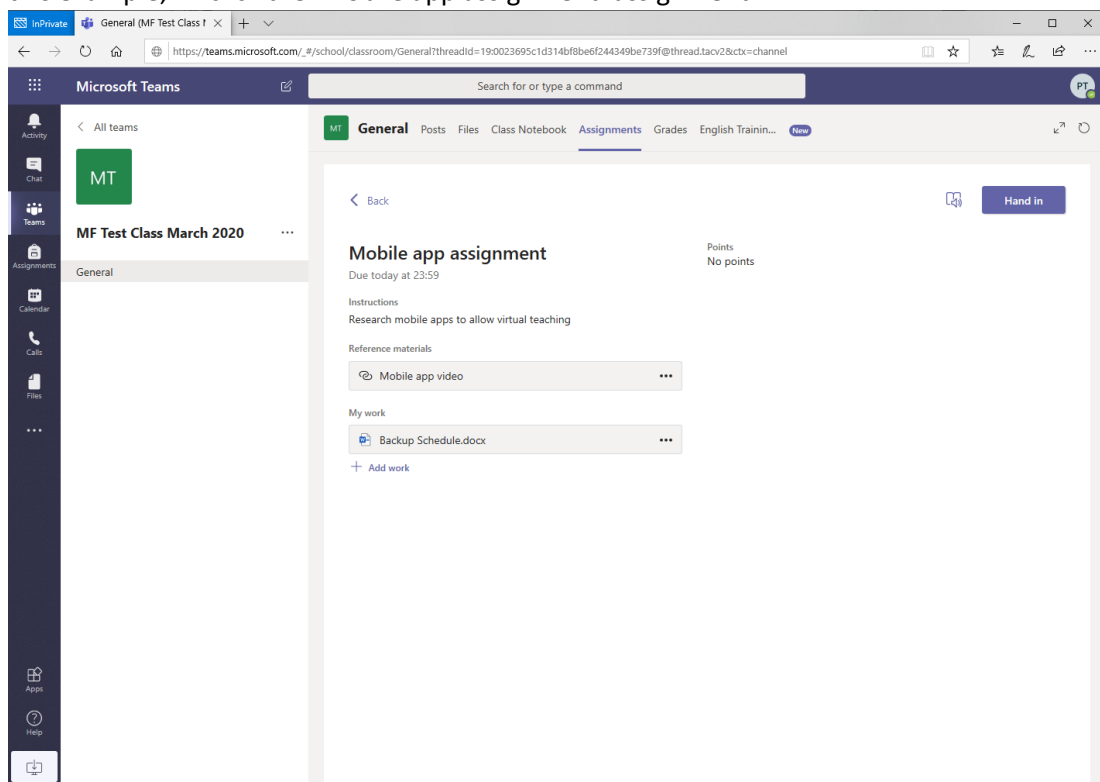 InPrivate
General (MF Test Class M
https://teams.microsoft.com/_#/school/classroom/General?threadId=19:0023695c1d314bf8be6f244349be739f@thread.tacv2&ctx=channel
Microsoft Teams
Search for or type a command
PT
Activity
Chat
Teams
Assignments
Calendar
Calls
Files
Apps
Help
All teams
MT
MF Test Class March 2020
General
MT General Posts Files Class Notebook Assignments Grades English Trainin... New
Back
Hand in
Mobile app assignment
Due today at 23:59
Points
No points
Instructions
Research mobile apps to allow virtual teaching
Reference materials
Mobile app video
My work
Backup Schedule.docx
Add work